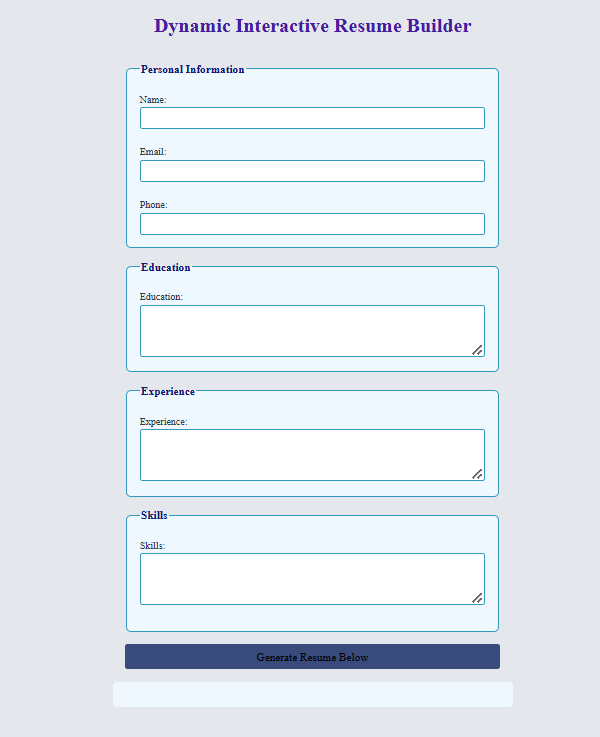 Dynamic Interactive Resume Builder
Personal Information
Name:
Email:
Phone:
Education
Education:
Experience
Experience:
Skills
Skills:
Generate Resume Below